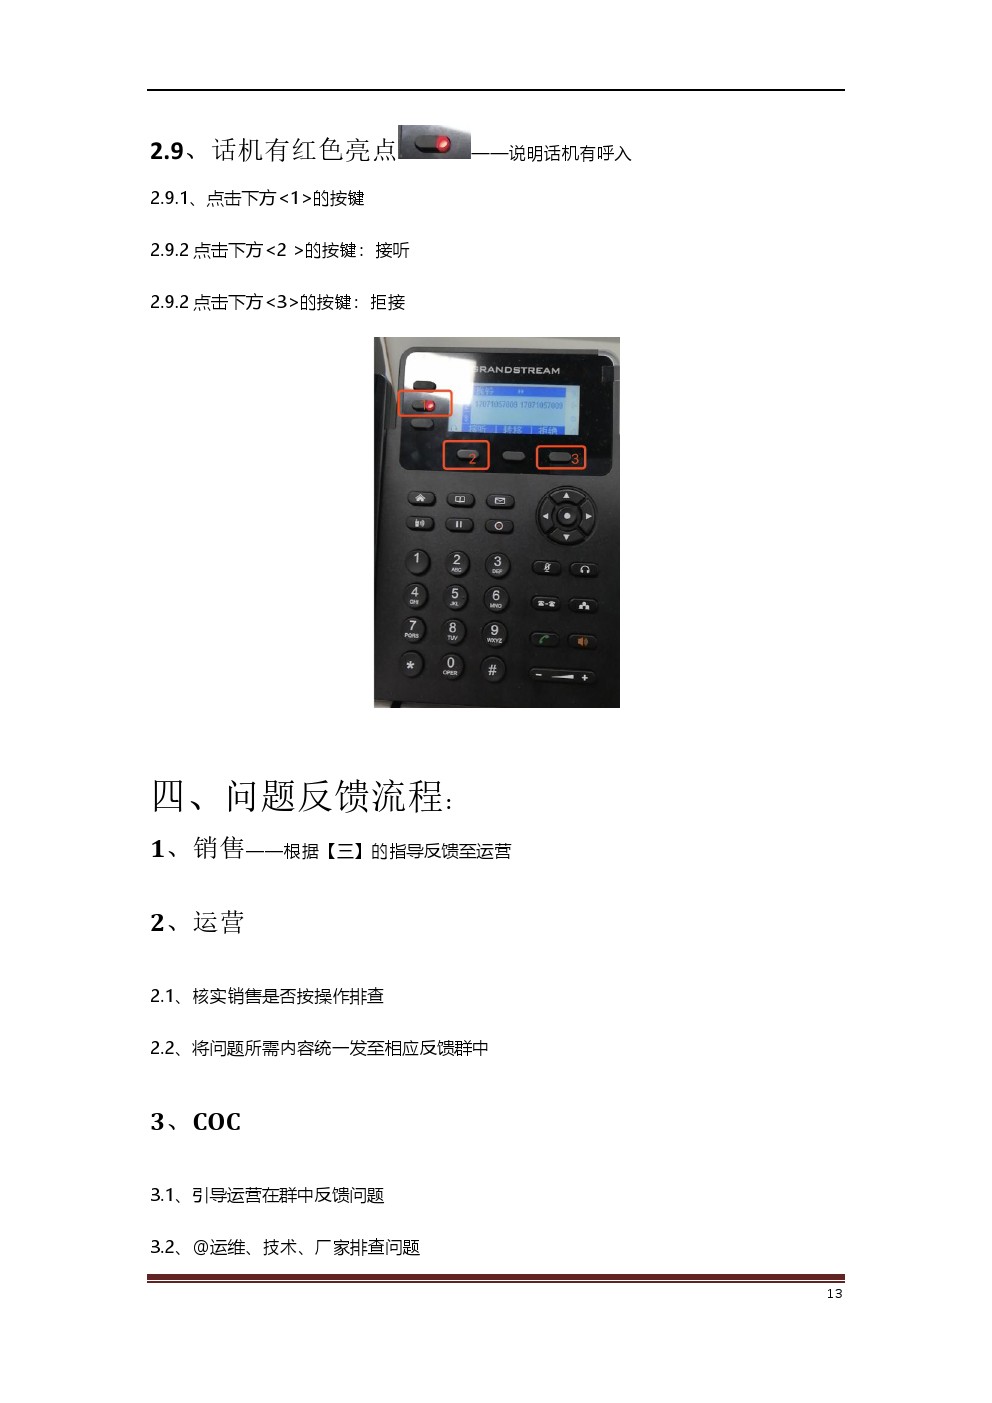 2.9、话机有红色亮点——说明话机有呼入
2.9.1、点击下方<1>的按键
2.9.2 点击下方<2 >的按键：接听
2.9.2 点击下方<3>的按键：拒接
GRANDSTREAM
2
3
1
2 ABC
3 DEF
4 GHI
5 JKL
6 MNO
7 PQRS
8 TUV
9 WXYZ
*
0 OPER
#
四、问题反馈流程：
1、销售——根据【三】的指导反馈至运营
2、运营
2.1、核实销售是否按操作排查
2.2、将问题所需内容统一发至相应反馈群中
3、COC
3.1、引导运营在群中反馈问题
3.2、@运维、技术、厂家排查问题
13